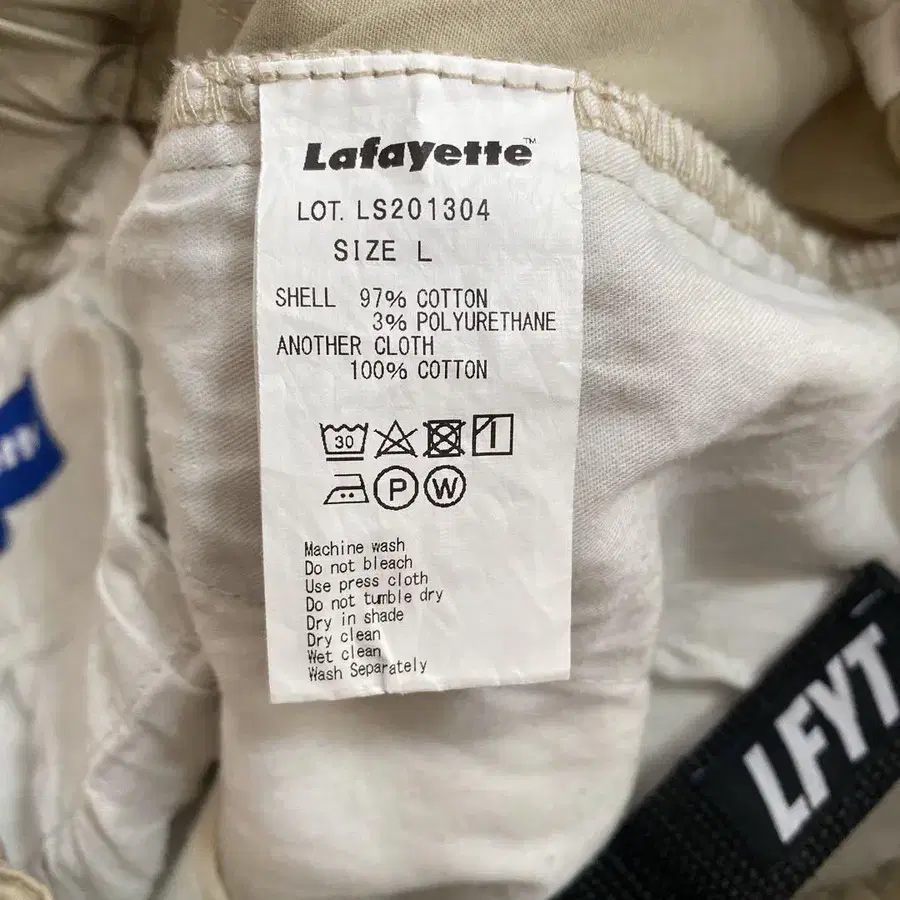 Lafayette™
LOT. LS201304
SIZE L
SHELL 97% COTTON
3% POLYURETHANE
ANOTHER CLOTH
100% COTTON
30
P W
Machine wash
Do not bleach
Use press cloth
Do not tumble dry
Dry in shade
Dry clean
Wet clean
Wash Separately
LFYT